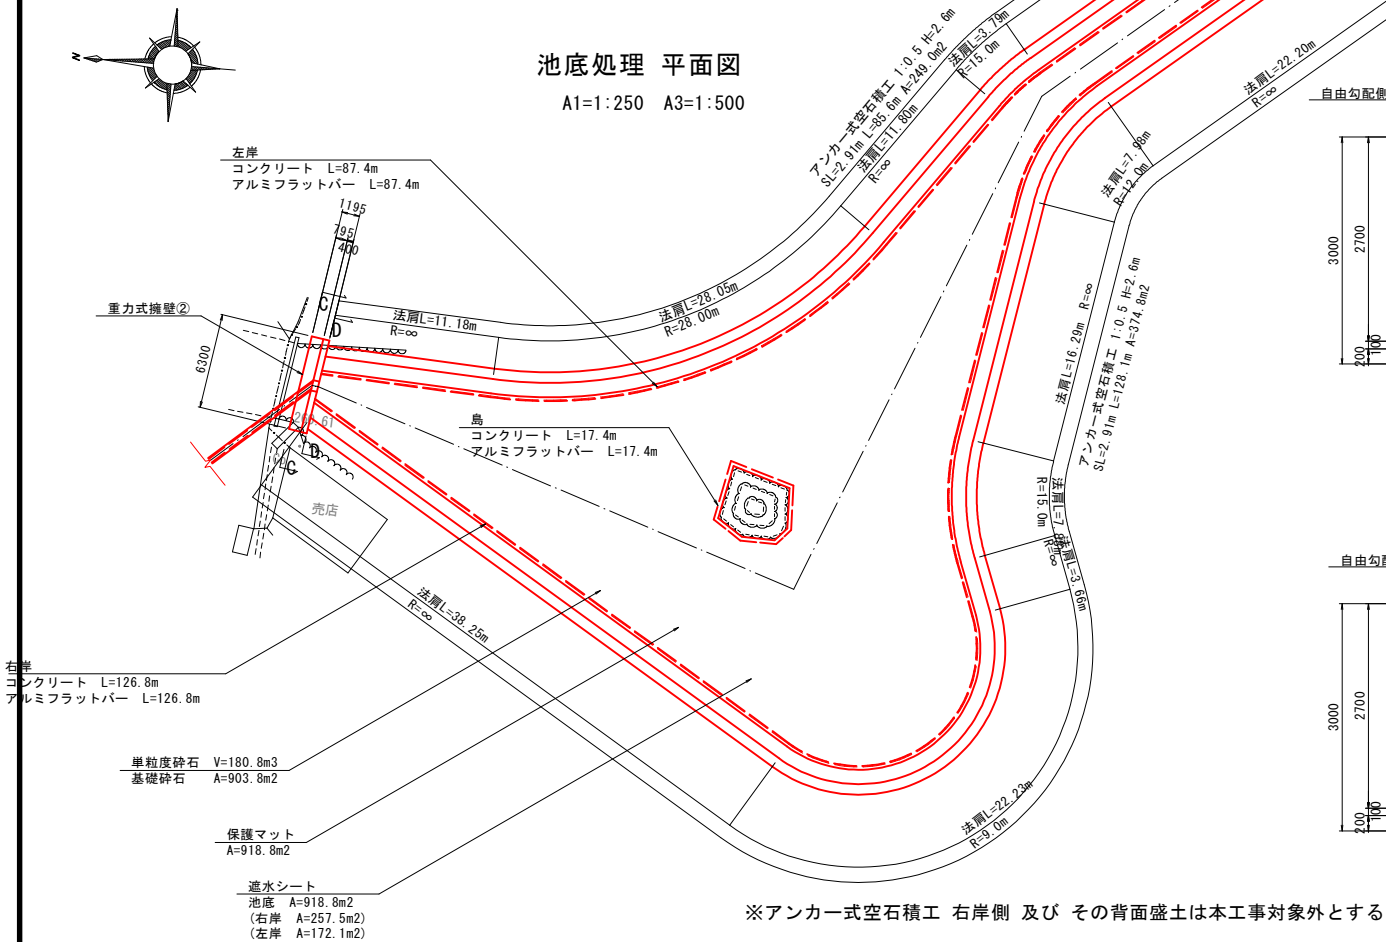 池底処理 平面図
A1=1:250 A3=1:500
N
左岸
コンクリート L=87.4m
アルミフラットバー L=87.4m
1195
795
400
重力式擁壁②
6300
C
D
法肩L=11.18m
R=∞
法肩L=28.05m
R=28.00m
アンカー式空石積工 1:0.5 H=2.6m
SL=2.91m L=85.6m A=249.0m2
法肩L=11.80m
R=∞
法肩L=3.79m
R=15.0m
法肩L=22.20m
R=∞
法肩L=7.98m
R=12.0m
法肩L=16.29m R=∞
アンカー式空石積工 1:0.5 H=2.6m
SL=2.91m L=128.1m A=374.8m2
法肩L=7.88m
R=15.0m
法肩L=3.66m
R=∞
島
コンクリート L=17.4m
アルミフラットバー L=17.4m
D
C
売店
法肩L=38.25m
R=∞
法肩L=22.23m
R=9.0m
右岸
コンクリート L=126.8m
アルミフラットバー L=126.8m
単粒度砕石 V=180.8m3
基礎砕石 A=903.8m2
保護マット
A=918.8m2
遮水シート
池底 A=918.8m2
(右岸 A=257.5m2)
(左岸 A=172.1m2)
自由勾配側
3000
2700
200
100
自由勾配
3000
2700
200
100
※アンカー式空石積工 右岸側 及び その背面盛土は本工事対象外とする